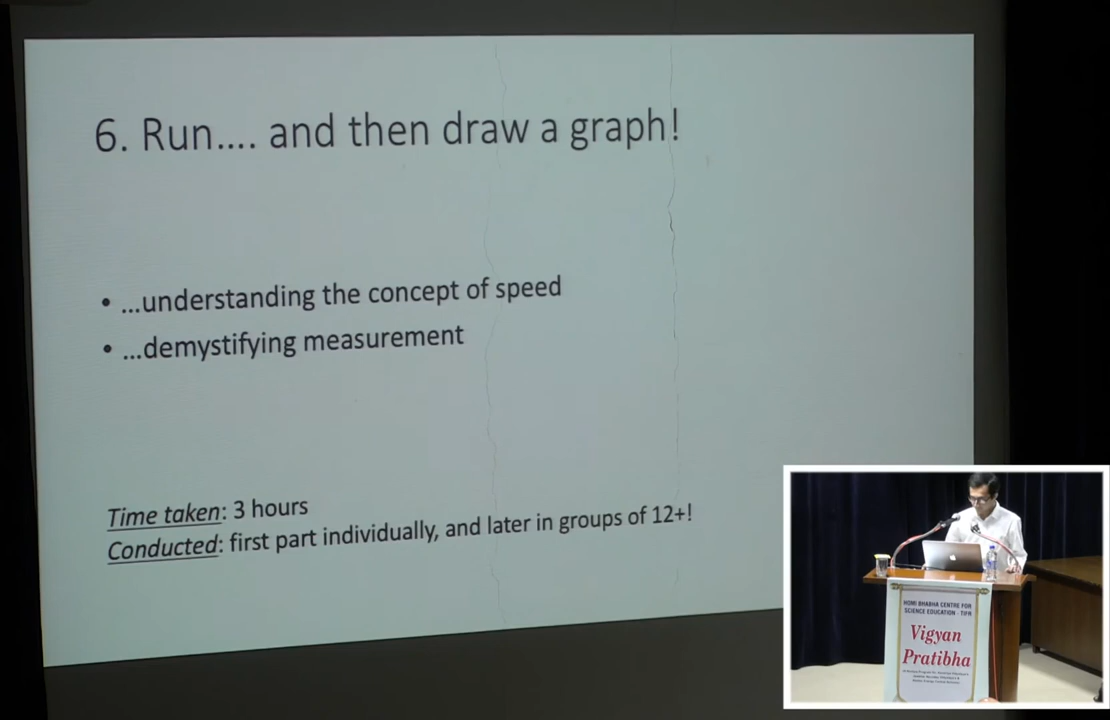 6. Run.... and then draw a graph!
• ...understanding the concept of speed
• ...demystifying measurement
Time taken: 3 hours
Conducted: first part individually, and later in groups of 12+!
HOMI BHABHA CENTRE FOR
SCIENCE EDUCATION - TIFR
Vigyan
Pratibha